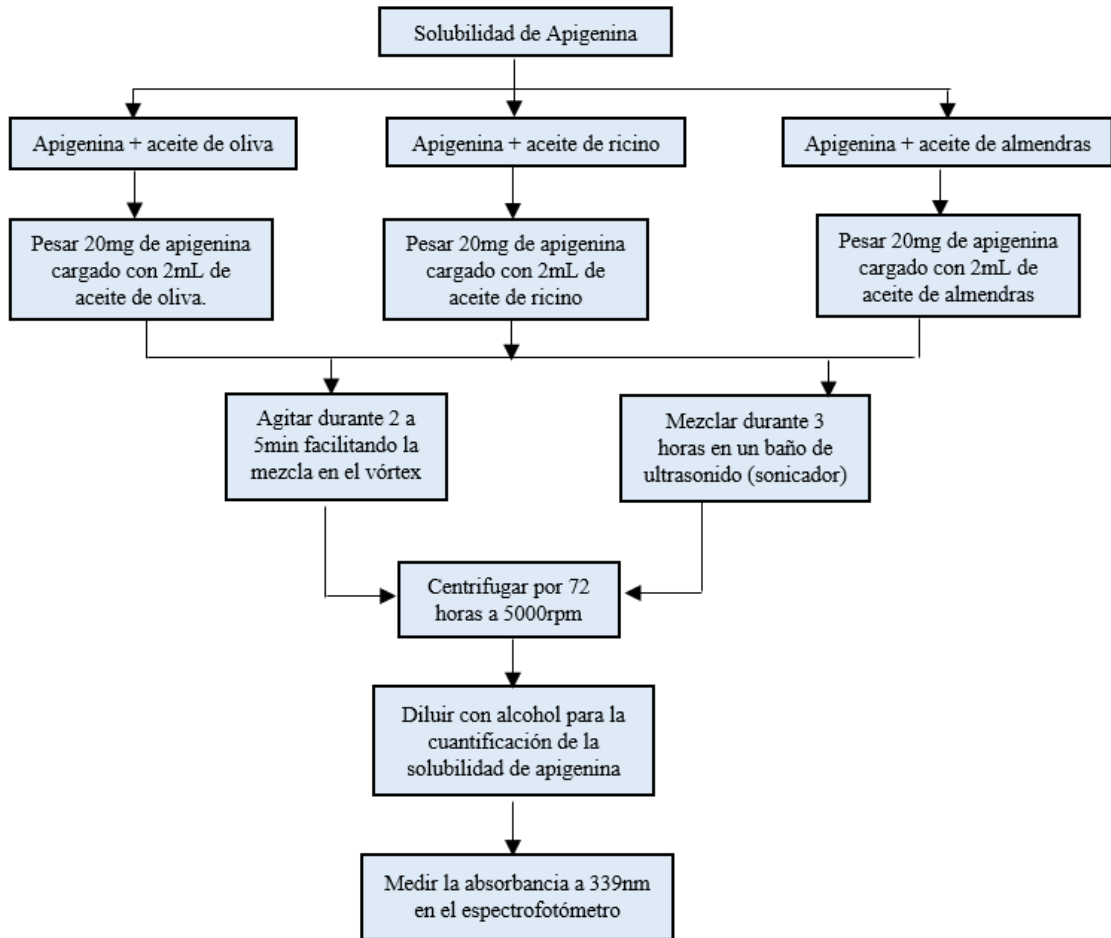 Solubilidad de Apigenina
Apigenina + aceite de oliva
Apigenina + aceite de ricino
Apigenina + aceite de almendras
Pesar 20mg de apigenina
cargado con 2mL de
aceite de oliva.
Pesar 20mg de apigenina
cargado con 2mL de
aceite de ricino
Pesar 20mg de apigenina
cargado con 2mL de
aceite de almendras
Agitar durante 2 a
5min facilitando la
mezcla en el vórtex
Mezclar durante 3
horas en un baño de
ultrasonido (sonicador)
Centrifugar por 72
horas a 5000rpm
Diluir con alcohol para la
cuantificación de la
solubilidad de apigenina
Medir la absorbancia a 339nm
en el espectrofotómetro